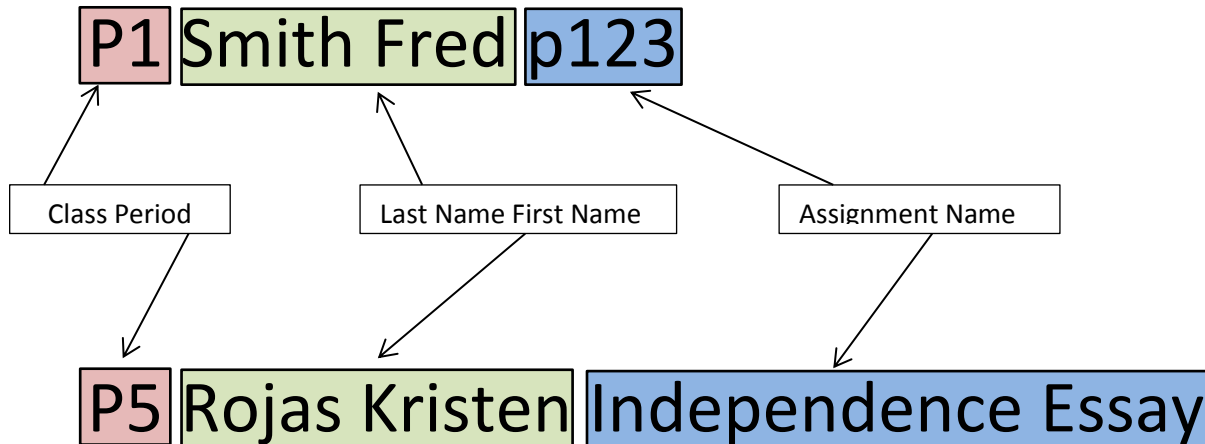 P1 Smith Fred p123
Class Period Last Name First Name Assignment Name
P5 Rojas Kristen Independence Essay